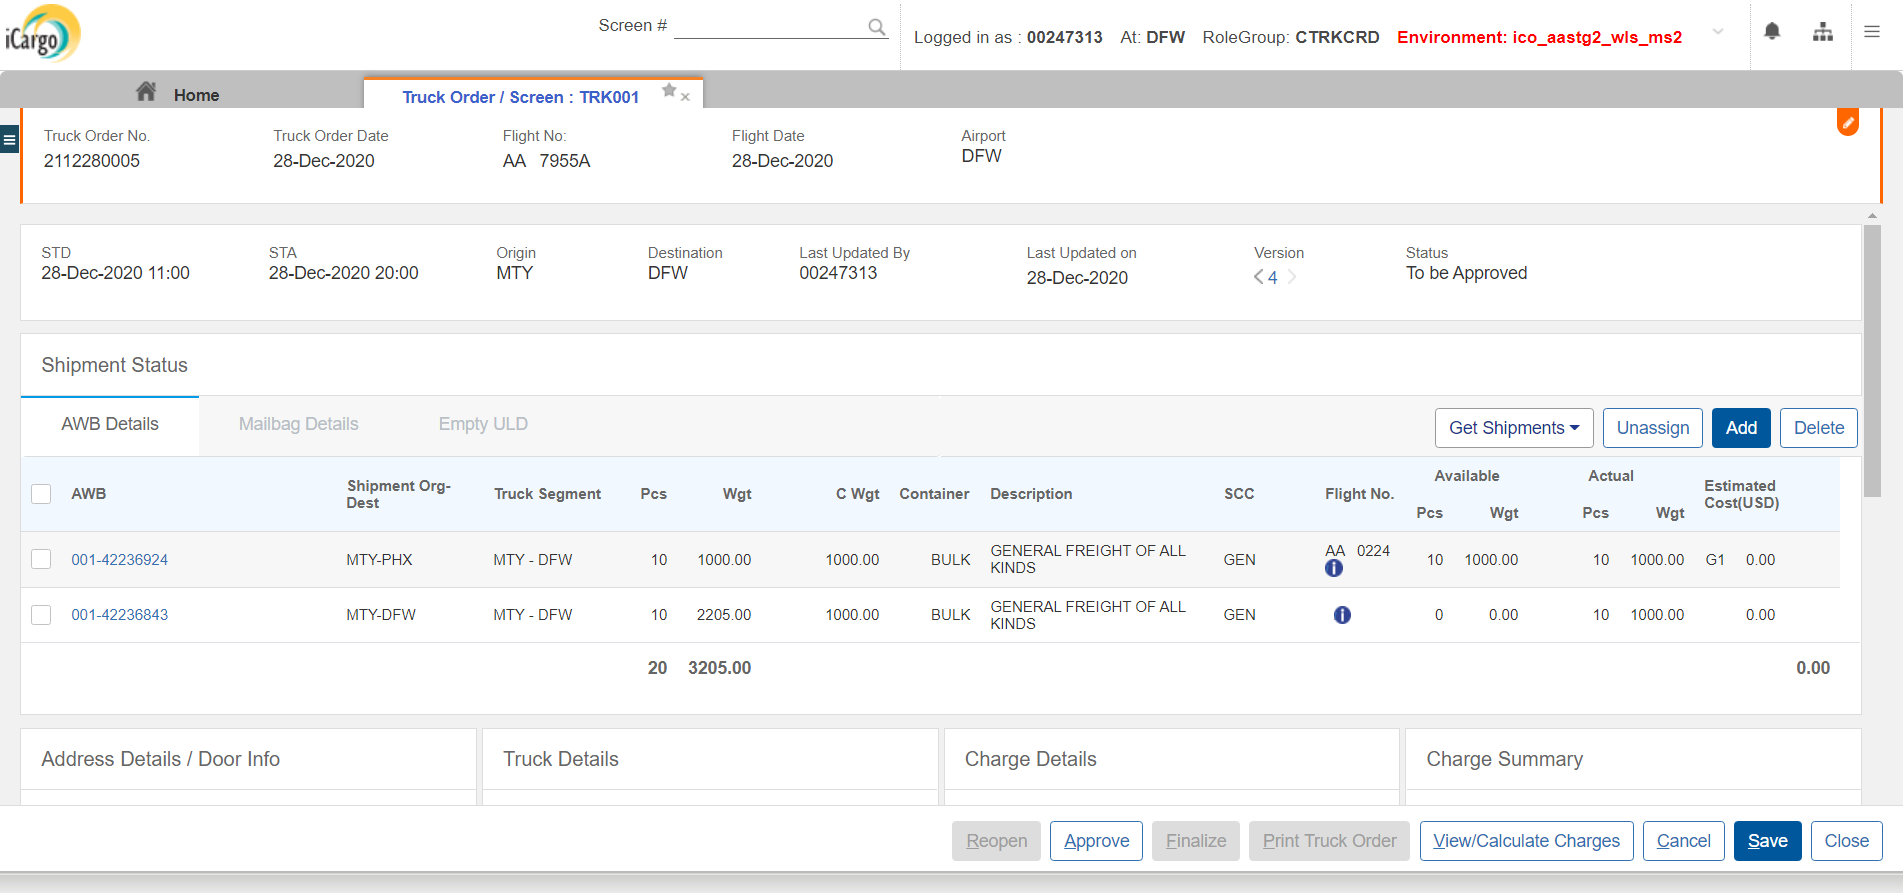 iCargo
Screen #
Logged in as : 00247313 At: DFW RoleGroup: CTRKCRD Environment: ico_aastg2_wls_ms2
Home
Truck Order / Screen : TRK001
Truck Order No. Truck Order Date Flight No: Flight Date Airport
2112280005 28-Dec-2020 AA 7955A 28-Dec-2020 DFW
STD STA Origin Destination Last Updated By Last Updated on Version Status
28-Dec-2020 11:00 28-Dec-2020 20:00 MTY DFW 00247313 28-Dec-2020 4 To be Approved
Shipment Status
AWB Details Mailbag Details Empty ULD Get Shipments Unassign Add Delete
AWB Shipment Org-Dest Truck Segment Pcs Wgt C Wgt Container Description SCC Flight No. Available Pcs Wgt Actual Pcs Wgt Estimated Cost(USD)
001-42236924 MTY-PHX MTY - DFW 10 1000.00 1000.00 BULK GENERAL FREIGHT OF ALL KINDS GEN AA 0224 10 1000.00 10 1000.00 G1 0.00
001-42236843 MTY-DFW MTY - DFW 10 2205.00 1000.00 BULK GENERAL FREIGHT OF ALL KINDS GEN 0 0.00 10 1000.00 0.00
20 3205.00 0.00
Address Details / Door Info Truck Details Charge Details Charge Summary
Reopen Approve Finalize Print Truck Order View/Calculate Charges Cancel Save Close